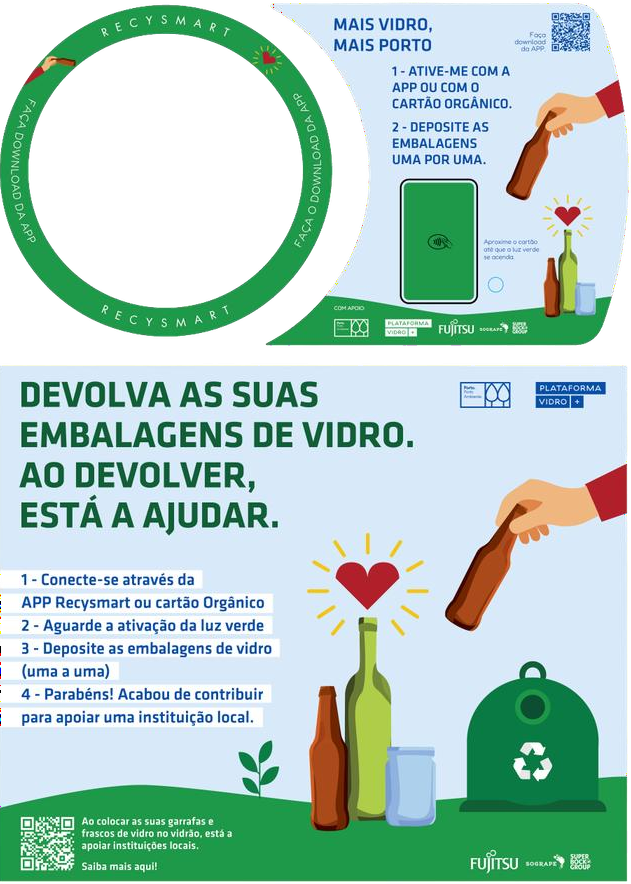 RECYSMART
FAÇA DOWNLOAD DA APP
FAÇA O DOWNLOAD DA APP
RECYSMART
MAIS VIDRO,
MAIS PORTO
Faça
download
da APP.
1 - ATIVE-ME COM A
APP OU COM O
CARTÃO ORGÂNICO.
2 - DEPOSITE AS
EMBALAGENS
UMA POR UMA.
Aproxime o cartão
até que a luz verde
se acenda.
COM APOIO
Porto.
PLATAFORMA
VIDRO +
FUJITSU
SOGRAPE
SUPER
BOCK
GROUP
DEVOLVA AS SUAS
EMBALAGENS DE VIDRO.
AO DEVOLVER,
ESTÁ A AJUDAR.
Porto.
Porto
Ambiente
PLATAFORMA
VIDRO +
1 - Conecte-se através da
APP Recysmart ou cartão Orgânico
2 - Aguarde a ativação da luz verde
3 - Deposite as embalagens de vidro
(uma a uma)
4 - Parabéns! Acabou de contribuir
para apoiar uma instituição local.
Ao colocar as suas garrafas e
frascos de vidro no vidrão, está a
apoiar instituições locais.
Saiba mais aqui!
FUJITSU
SOGRAPE
SUPER
BOCK
GROUP